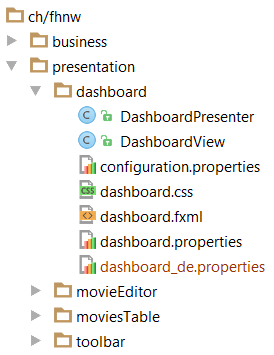 ch/fhnw
business
presentation
dashboard
C DashboardPresenter
C DashboardView
configuration.properties
CSS dashboard.css
<> dashboard.fxml
dashboard.properties
dashboard_de.properties
movieEditor
moviesTable
toolbar